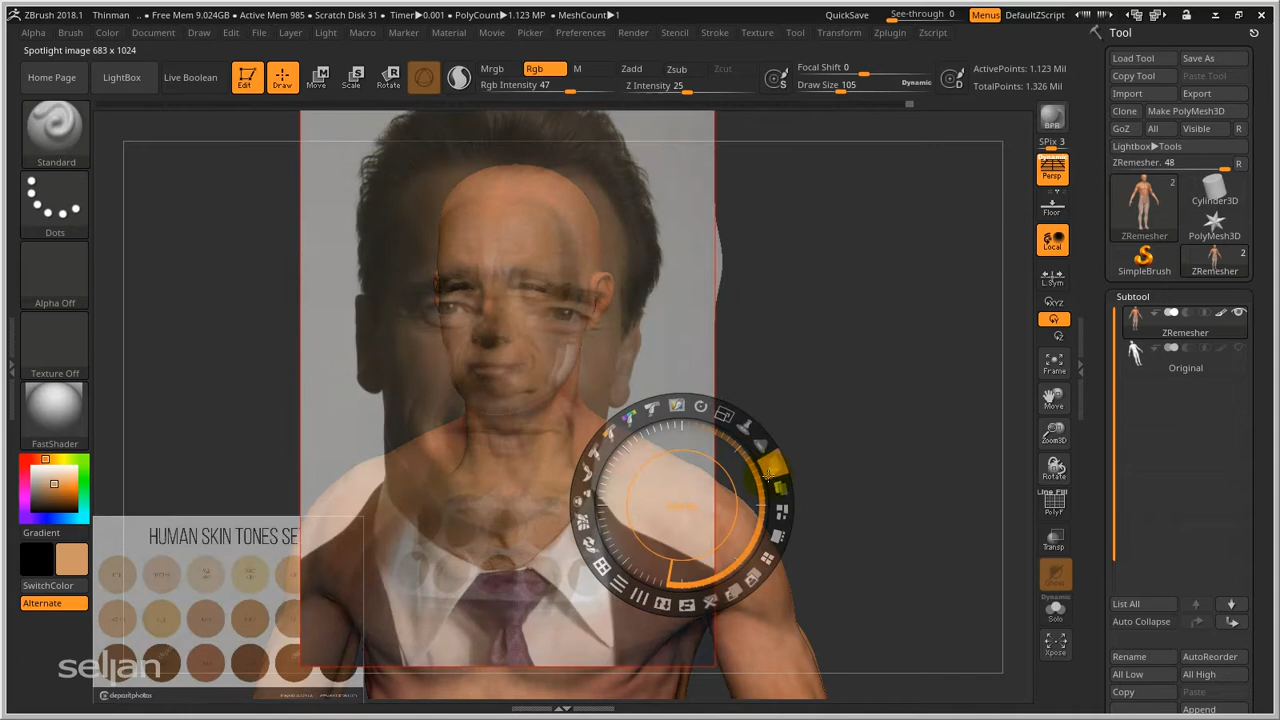 ZBrush 2018.1 Thinman .. • Free Mem 9.024GB • Active Mem 985 • Scratch Disk 31 • Timer▶0.001 • PolyCount▶1.123 MP • MeshCount▶1 QuickSave See-through 0 Menus DefaultZScript
Alpha Brush Color Document Draw Edit File Layer Light Macro Marker Material Movie Picker Preferences Render Stencil Stroke Texture Tool Transform Zplugin Zscript
Spotlight image 683 x 1024
Home Page LightBox Live Boolean Edit Draw Move Scale Rotate
Mrgb Rgb M Zadd Zsub Zcut
Rgb Intensity 47 Z Intensity 25
Focal Shift 0
Draw Size 105 Dynamic
ActivePoints: 1.123 Mil
TotalPoints: 1.326 Mil
Standard
Dots
Alpha Off
Texture Off
FastShader
Gradient
SwitchColor
Alternate
HUMAN SKIN TONES SE
seljan
depositphotos
BPR
SPix 3
Dynamic
Persp
Floor
Local
L.Sym
XYZ
Y
Z
Frame
Move
Zoom3D
Rotate
Line Fill
PolyF
Transp
Dynamic
Solo
Xpose
Tool
Load Tool Save As
Copy Tool Paste Tool
Import Export
Clone Make PolyMesh3D
GoZ All Visible R
Lightbox▶Tools
ZRemesher. 48 R
2
Cylinder3D
ZRemesher PolyMesh3D
2
SimpleBrush ZRemesher
Subtool
ZRemesher
Original
List All
Auto Collapse
Rename AutoReorder
All Low All High
Copy Paste
Append